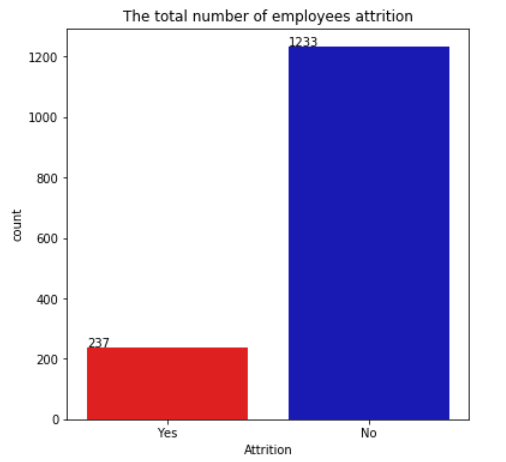 The total number of employees attrition
1233
1200
1000
800
600
400
237
200
0
count
Yes
No
Attrition